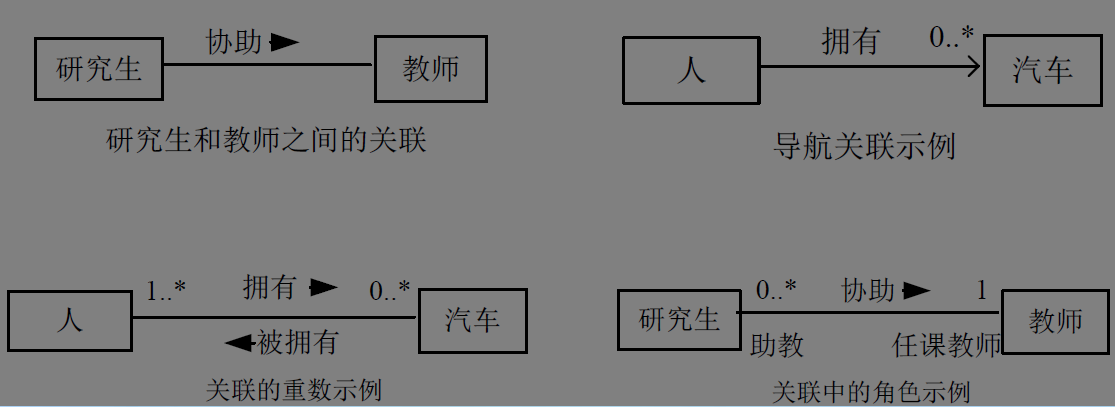 协助
研究生
教师
研究生和教师之间的关联
拥有
0..*
人
汽车
导航关联示例
1..*
拥有
0..*
人
汽车
被拥有
关联的重数示例
0..*
协助
1
研究生
教师
助教
任课教师
关联中的角色示例